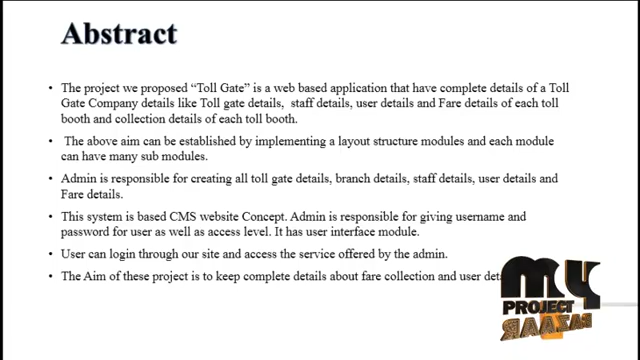 Abstract
• The project we proposed “Toll Gate” is a web based application that have complete details of a Toll
Gate Company details like Toll gate details, staff details, user details and Fare details of each toll
booth and collection details of each toll booth.
• The above aim can be established by implementing a layout structure modules and each module
can have many sub modules.
• Admin is responsible for creating all toll gate details, branch details, staff details, user details and
Fare details.
• This system is based CMS website Concept. Admin is responsible for giving username and
password for user as well as access level. It has user interface module.
• User can login through our site and access the service offered by the admin.
• The Aim of these project is to keep complete details about fare collection and user
my
PROJECT
BAZAAR